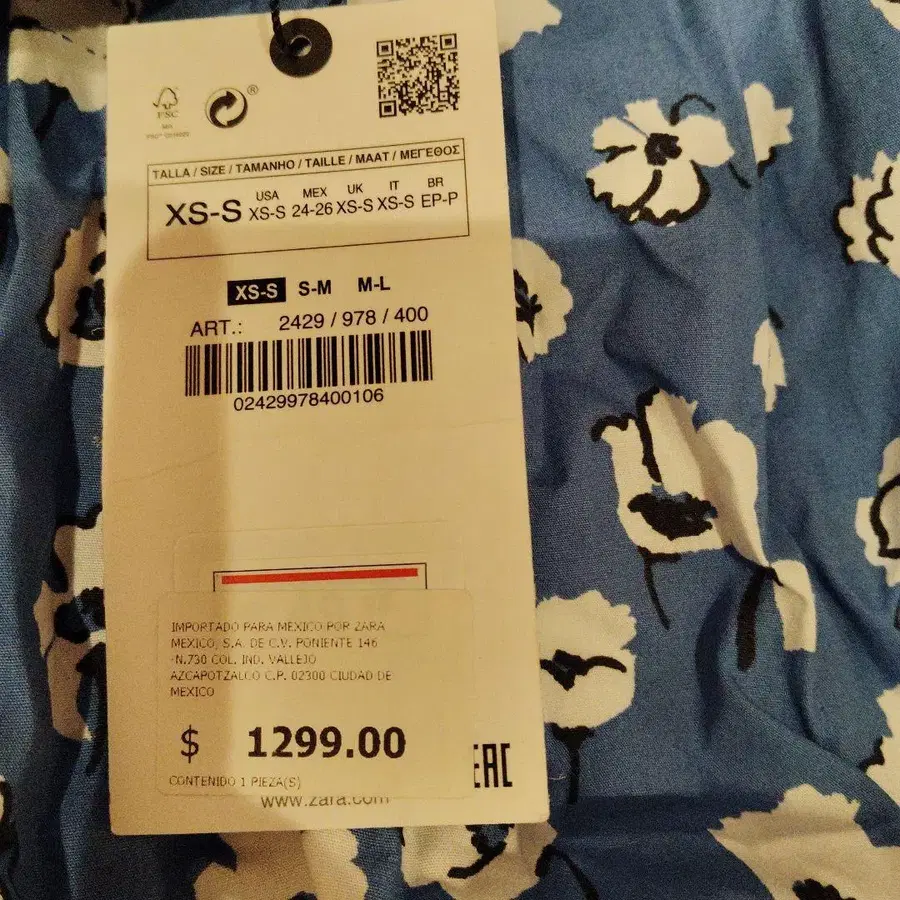 FSC
®
TALLA / SIZE / TAMANHO / TAILLE / MAAT / ΜΕΓΕΘΟΣ
XS-S USA XS-S MEX 24-26 UK XS-S IT XS-S BR EP-P
XS-S S-M M-L
ART.: 2429 / 978 / 400
02429978400106
IMPORTADO PARA MEXICO POR ZARA
MEXICO, S.A. DE C.V. PONIENTE 146
-N.730 COL. IND. VALLEJO
AZCAPOTZALCO C.P. 02300 CIUDAD DE
MEXICO
$ 1299.00
CONTENIDO 1 PIEZA(S)
EAC
www.zara.com